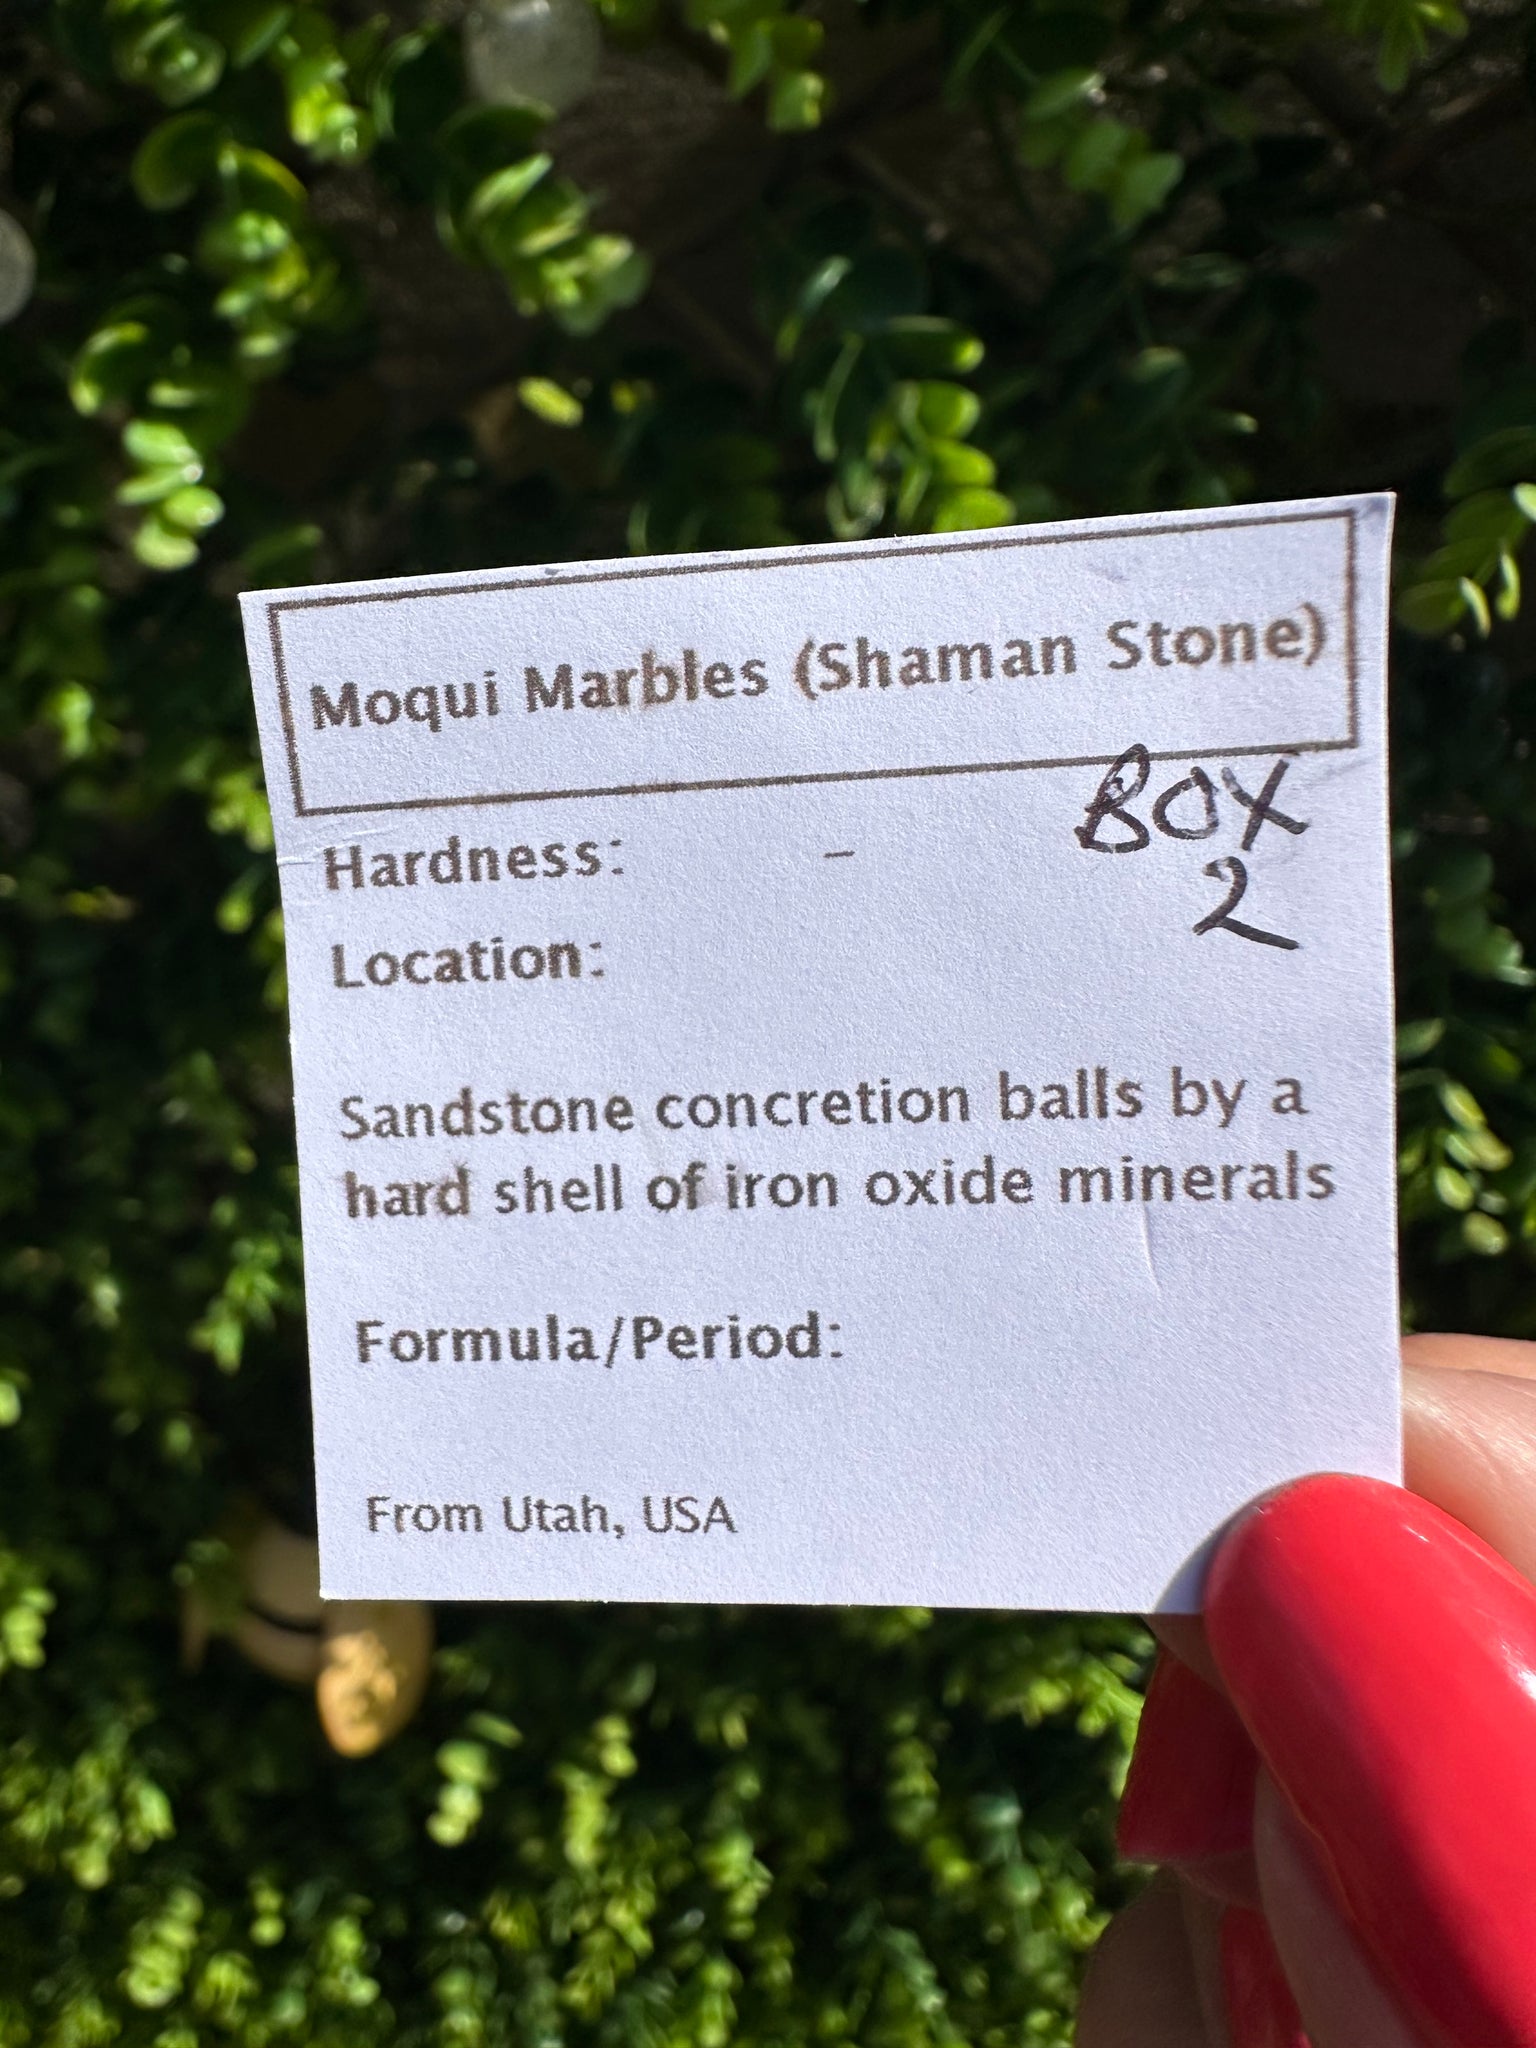 Moqui Marbles (Shaman Stone)
Hardness: –
BOX
2
Location:
Sandstone concretion balls by a
hard shell of iron oxide minerals
Formula/Period:
From Utah, USA